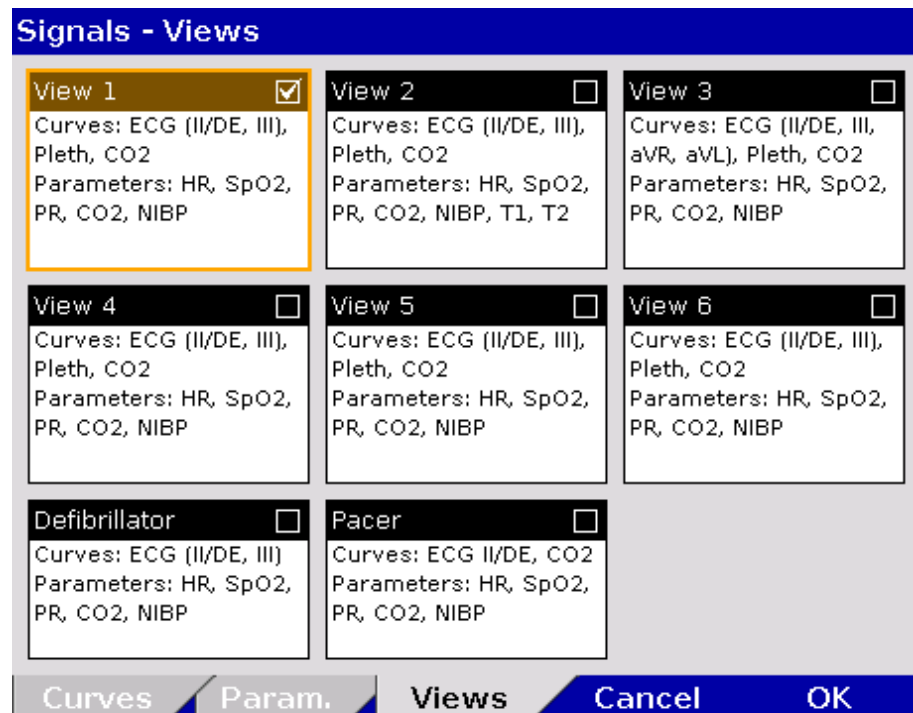 Signals - Views
View 1
Curves: ECG (II/DE, III),
Pleth, CO2
Parameters: HR, SpO2,
PR, CO2, NIBP
View 2
Curves: ECG (II/DE, III),
Pleth, CO2
Parameters: HR, SpO2,
PR, CO2, NIBP, T1, T2
View 3
Curves: ECG (II/DE, III,
aVR, aVL), Pleth, CO2
Parameters: HR, SpO2,
PR, CO2, NIBP
View 4
Curves: ECG (II/DE, III),
Pleth, CO2
Parameters: HR, SpO2,
PR, CO2, NIBP
View 5
Curves: ECG (II/DE, III),
Pleth, CO2
Parameters: HR, SpO2,
PR, CO2, NIBP
View 6
Curves: ECG (II/DE, III),
Pleth, CO2
Parameters: HR, SpO2,
PR, CO2, NIBP
Defibrillator
Curves: ECG (II/DE, III)
Parameters: HR, SpO2,
PR, CO2, NIBP
Pacer
Curves: ECG II/DE, CO2
Parameters: HR, SpO2,
PR, CO2, NIBP
Curves Param. Views Cancel OK